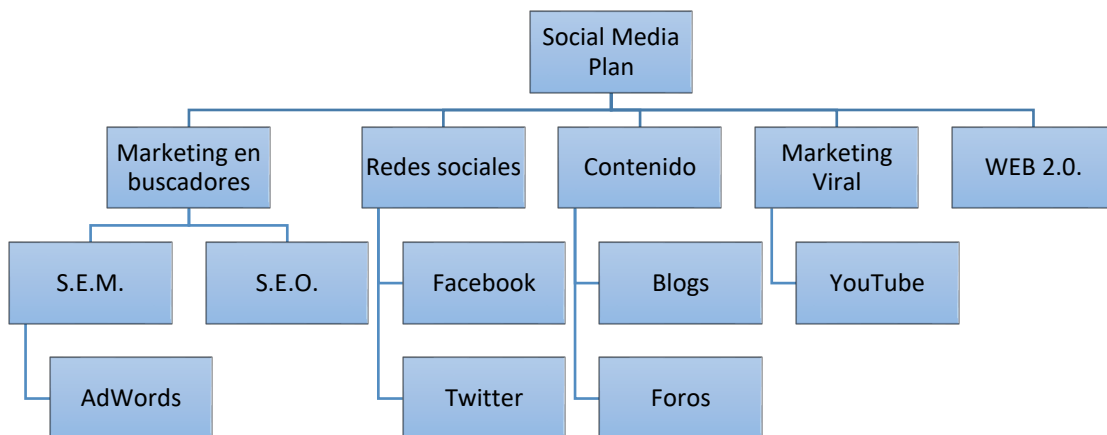 Social Media
Plan
Marketing en
buscadores
Redes sociales
Contenido
Marketing
Viral
WEB 2.0.
S.E.M.
S.E.O.
Facebook
Blogs
YouTube
AdWords
Twitter
Foros